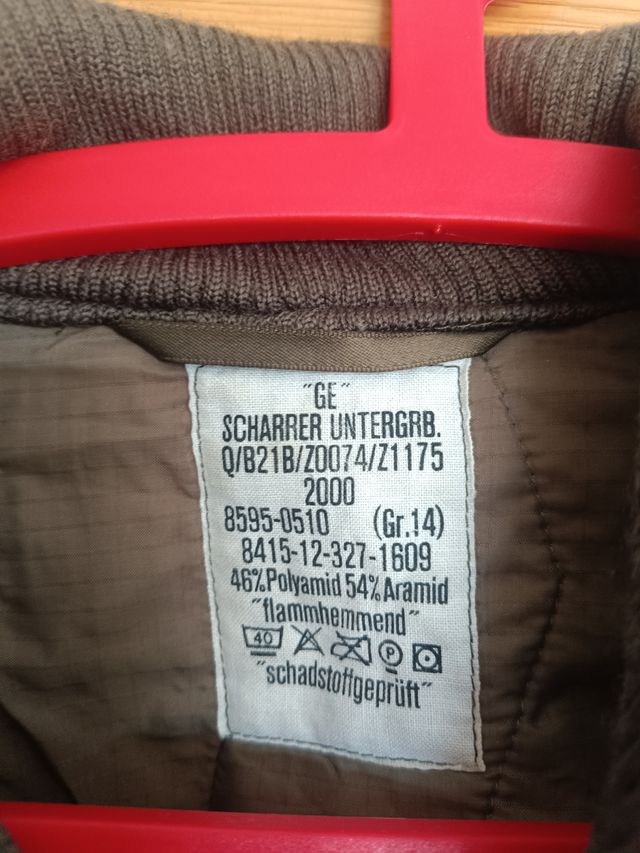 "GE"
SCHARRER UNTERGRB.
Q/B21B/Z0074/Z1175
2000
8595-0510 (Gr.14)
8415-12-327-1609
46%Polyamid 54%Aramid
"flammhemmend"
40 P
"schadstoffgeprüft"